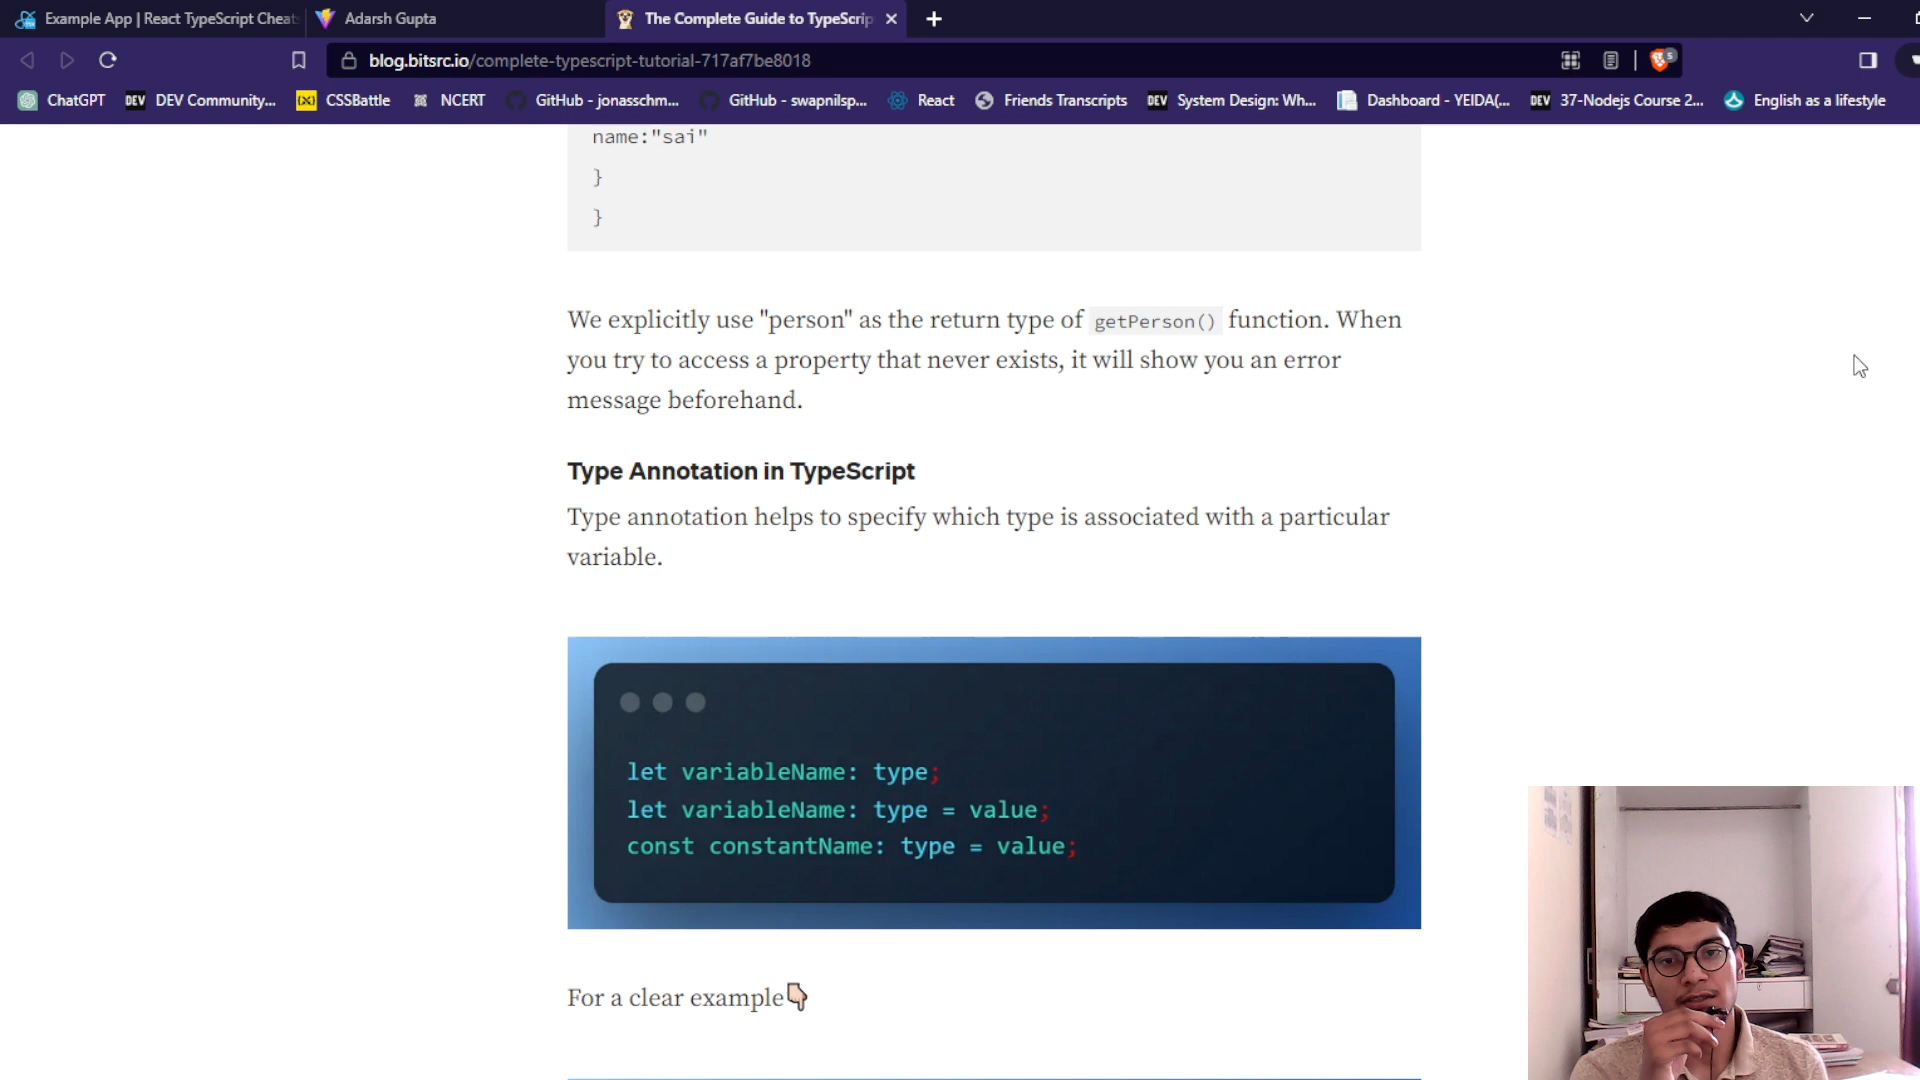 Example App | React TypeScript Cheat
Adarsh Gupta
The Complete Guide to TypeScrip
blog.bitsrc.io/complete-typescript-tutorial-717af7be8018
5
ChatGPT
DEV
DEV Community...
CSSBattle
NCERT
GitHub - jonasschm...
GitHub - swapnilsp...
React
Friends Transcripts
DEV
System Design: Wh...
Dashboard - YEIDA(...
DEV
37-Nodejs Course 2...
English as a lifestyle
name:"sai"
}
}
We explicitly use "person" as the return type of getPerson() function. When
you try to access a property that never exists, it will show you an error
message beforehand.
Type Annotation in TypeScript
Type annotation helps to specify which type is associated with a particular
variable.
let variableName: type;
let variableName: type = value;
const constantName: type = value;
For a clear example👇🏻